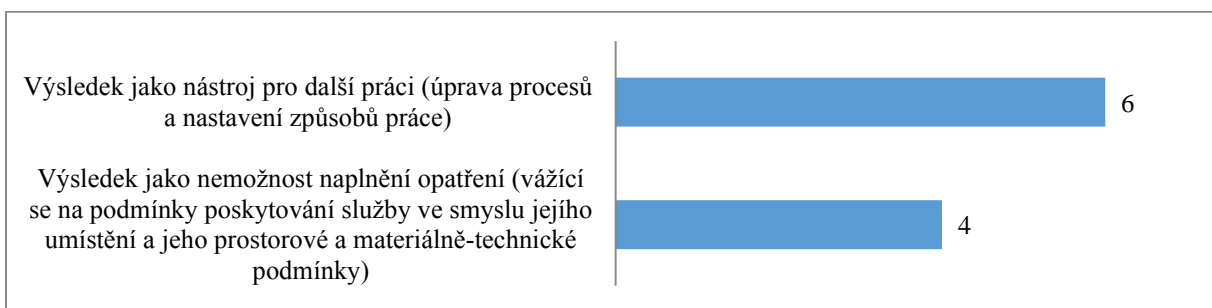 Výsledek jako nástroj pro další práci (úprava procesů
a nastavení způsobů práce)
6
Výsledek jako nemožnost naplnění opatření (vážící
se na podmínky poskytování služby ve smyslu jejího
umístění a jeho prostorové a materiálně-technické
podmínky)
4